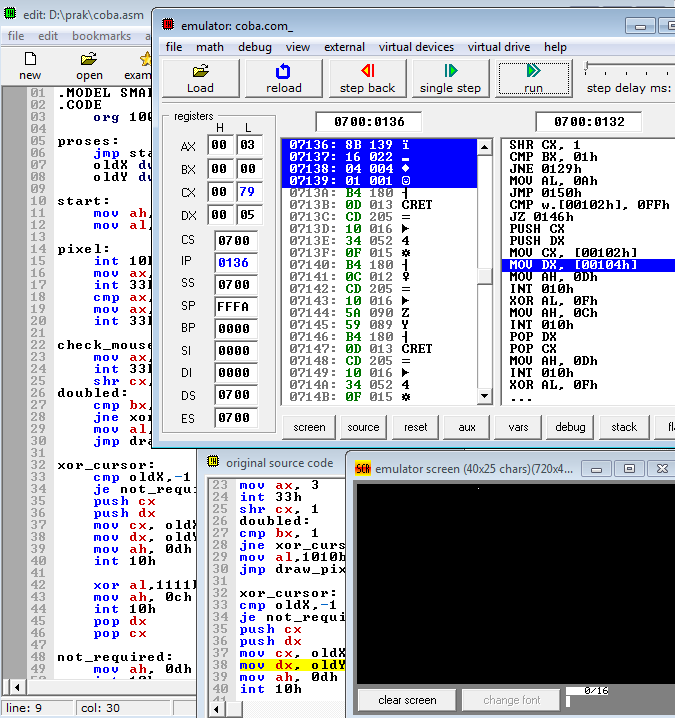 edit: D:\prak\coba.asm
file edit bookmarks
new open
01 .MODEL
02 .CODE
03 org
04
05 proses:
06 jmp
07 oldX
08 oldY
09
10 start:
11 mov ah,
12 mov al,
13
14 pixel:
15 int
16 mov ax,
17 int
18 cmp ax,
19 mov ax,
20 int
21
22 check_mouse
23 mov ax,
24 int
25 shr cx,
26 doubled:
27 cmp bx,
28 jne
29 mov al,
30 jmp
31
32 xor_cursor:
33 cmp oldX,-1
34 je
35 push cx
36 push dx
37 mov cx, oldX
38 mov dx, oldY
39 mov ah, 0dh
40 int 10h
41
42 xor al,1111
43 mov ah, 0ch
44 int 10h
45 pop dx
46 pop cx
47
48 not_required:
49 mov ah, 0dh
50 int 10h
line: 9 col: 30
emulator: coba.com_
file math debug view external virtual devices virtual drive help
Load reload step back single step run step delay ms:
registers
H L
AX 00 03
BX 00 00
CX 00 79
DX 00 05
CS 0700
IP 0136
SS 0700
SP FFFA
BP 0000
SI 0000
DI 0000
DS 0700
ES 0700
0700:0136 0700:0132
07136: 8B 139 ï
07137: 16 022 ▬
07138: 04 004 ♦
07139: 01 001 ☺
0713A: B4 180 ┤
0713B: 0D 013 CRET
0713C: CD 205 =
0713D: 10 016 ►
0713E: 34 052 4
0713F: 0F 015 ☼
07140: B4 180 ┤
07141: 0C 012 ♀
07142: CD 205 =
07143: 10 016 ►
07144: 5A 090 Z
07145: 59 089 Y
07146: B4 180 ┤
07147: 0D 013 CRET
07148: CD 205 =
07149: 10 016 ►
0714A: 34 052 4
0714B: 0F 015 ☼
SHR CX, 1
CMP BX, 01h
JNE 0129h
MOV AL, 0Ah
JMP 0150h
CMP w.[00102h], 0FFh
JZ 0146h
PUSH CX
PUSH DX
MOV CX, [00102h]
MOV DX, [00104h]
MOV AH, 0Dh
INT 010h
XOR AL, 0Fh
MOV AH, 0Ch
INT 010h
POP DX
POP CX
MOV AH, 0Dh
INT 010h
XOR AL, 0Fh
...
screen source reset aux vars debug stack
original source code
23 mov ax, 3
24 int 33h
25 shr cx, 1
26 doubled:
27 cmp bx, 1
28 jne xor_curs
29 mov al,1010b
30 jmp draw_pix
31
32 xor_cursor:
33 cmp oldX,-1
34 je not_requi
35 push cx
36 push dx
37 mov cx, oldX
38 mov dx, oldY
39 mov ah, 0dh
40 int 10h
emulator screen (40x25 chars)(720x4...
clear screen change font 0/16